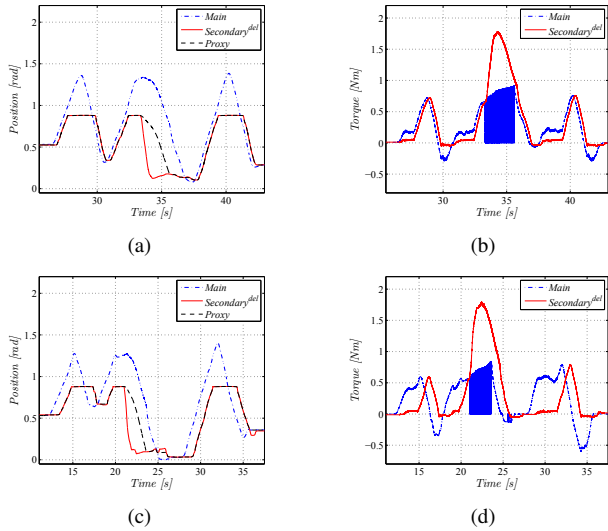 Main
Secondary^del
Proxy
Position [rad]
2
1.5
1
0.5
0
30
35
40
Time [s]
(a)
Main
Secondary^del
Torque [Nm]
2
1.5
1
0.5
0
−0.5
30
35
40
Time [s]
(b)
Main
Secondary^del
Proxy
Position [rad]
2
1.5
1
0.5
0
15
20
25
30
35
Time [s]
(c)
Main
Secondary^del
Torque [Nm]
2
1.5
1
0.5
0
−0.5
15
20
25
30
35
Time [s]
(d)